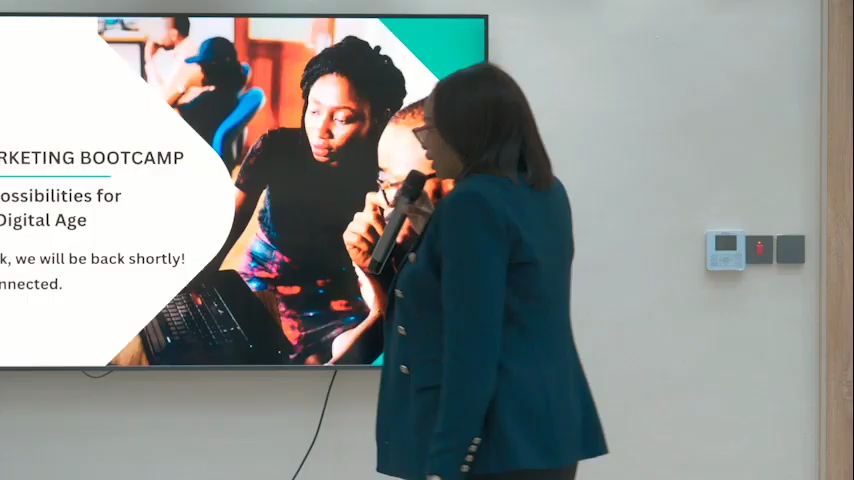 RKETING BOOTCAMP
ossibilities for
Digital Age
k, we will be back shortly!
nnected.